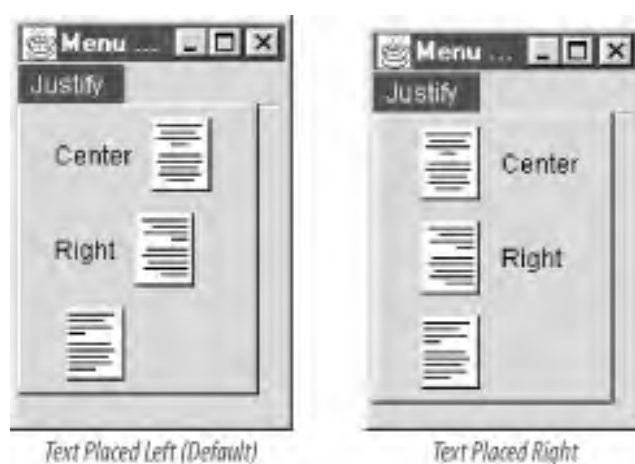 Menu ...
Justify
Center
Right
Text Placed Left (Default)
Menu ...
Justify
Center
Right
Text Placed Right